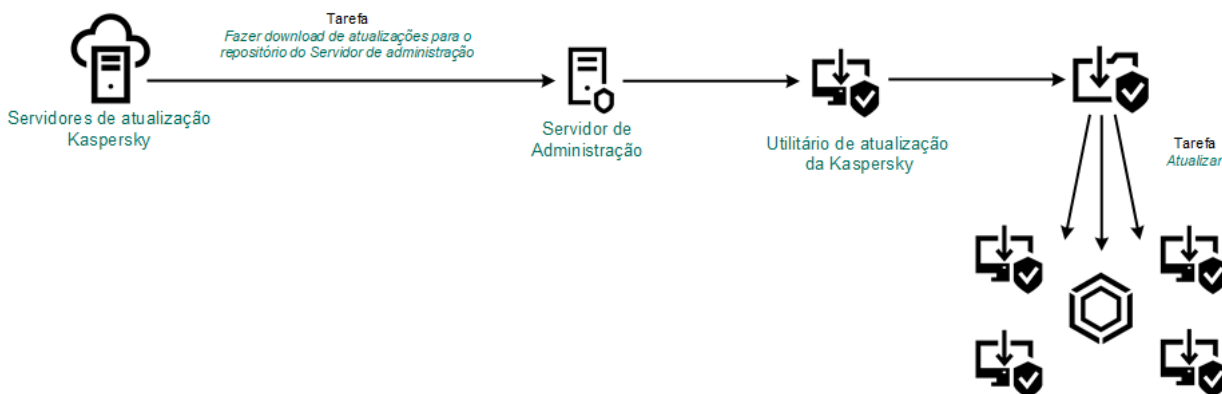 Tarefa
Fazer download de atualizações para o
repositório do Servidor de administração
Servidores de atualização
Kaspersky
Servidor de
Administração
Utilitário de atualização
da Kaspersky
Tarefa
Atualizar